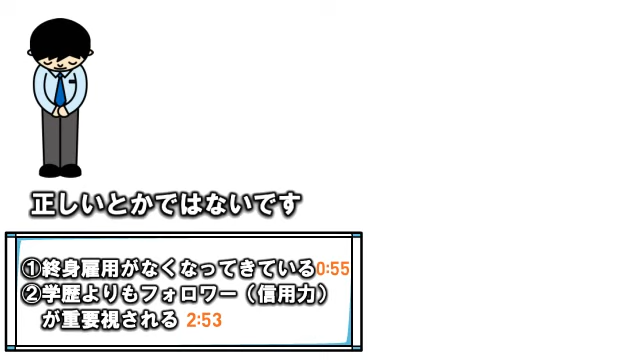 正しいとかではないです
①終身雇用がなくなってきている0:55
②学歴よりもフォロワー（信用力）
が重要視される 2:53